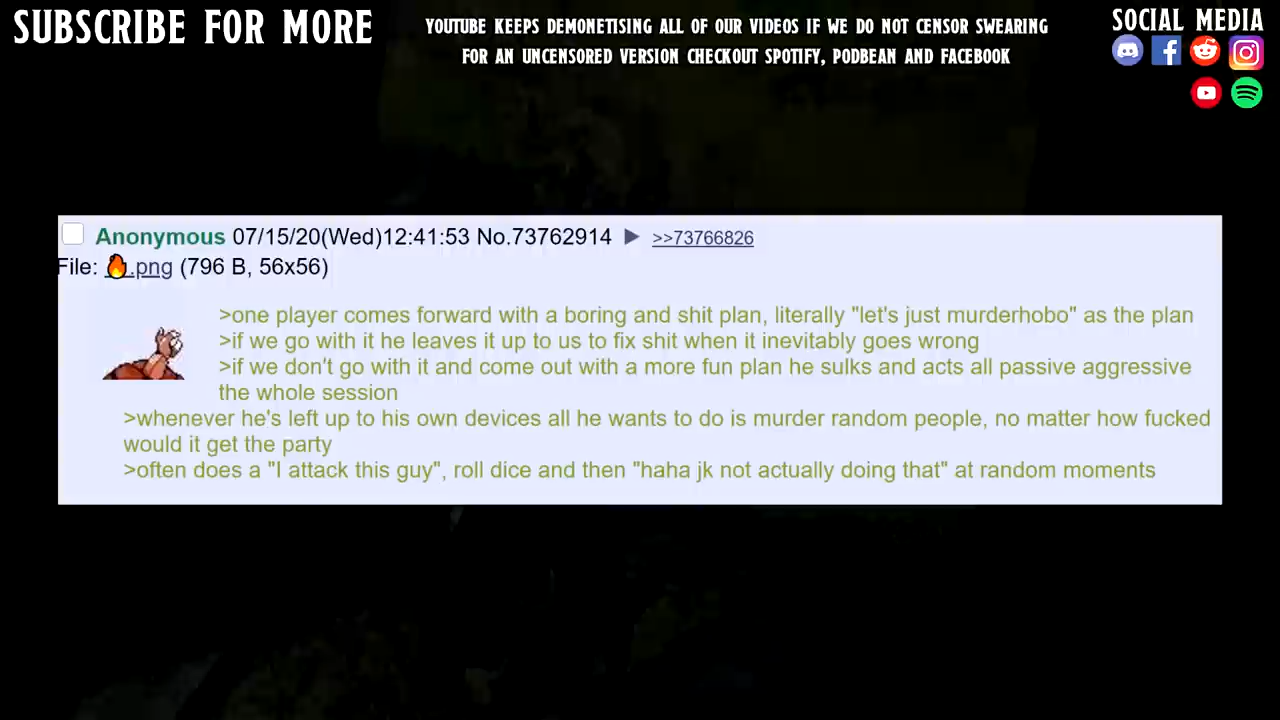 SUBSCRIBE FOR MORE
YOUTUBE KEEPS DEMONETISING ALL OF OUR VIDEOS IF WE DO NOT CENSOR SWEARING
FOR AN UNCENSORED VERSION CHECKOUT SPOTIFY, PODBEAN AND FACEBOOK
SOCIAL MEDIA
Anonymous 07/15/20(Wed)12:41:53 No.73762914 ▶ >>73766826
File: 🔥.png (796 B, 56x56)
>one player comes forward with a boring and shit plan, literally "let's just murderhobo" as the plan
>if we go with it he leaves it up to us to fix shit when it inevitably goes wrong
>if we don't go with it and come out with a more fun plan he sulks and acts all passive aggressive
the whole session
>whenever he's left up to his own devices all he wants to do is murder random people, no matter how fucked
would it get the party
>often does a "I attack this guy", roll dice and then "haha jk not actually doing that" at random moments